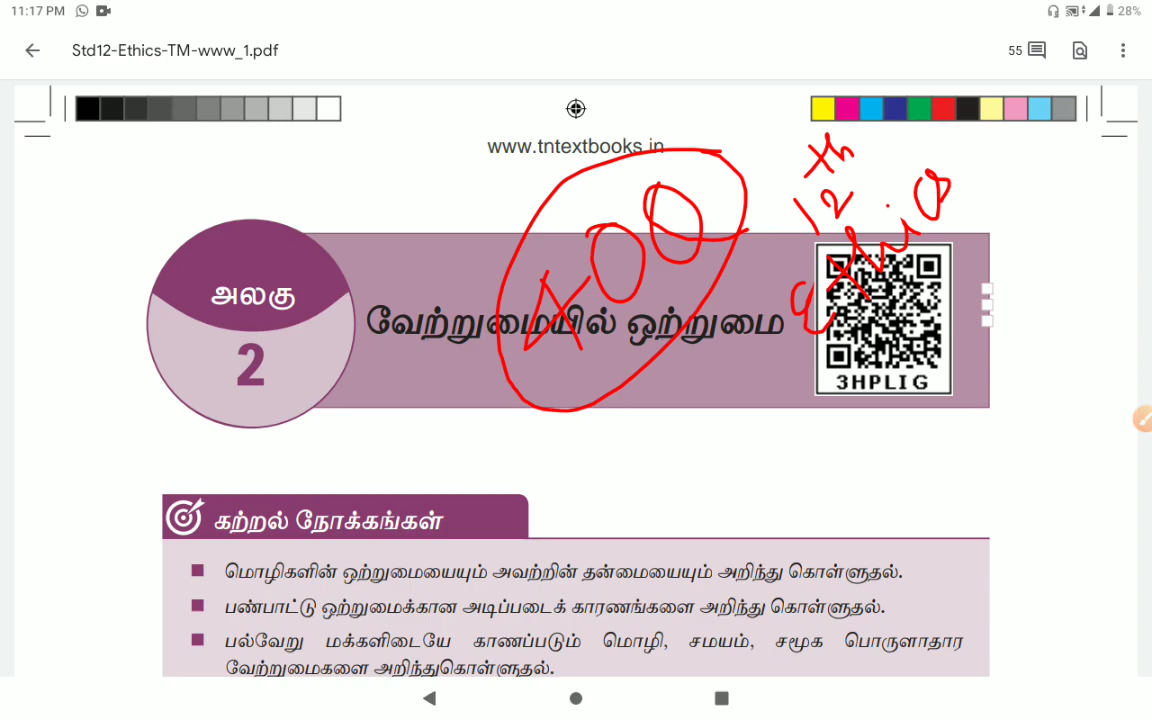 11:17 PM
28%
Std12-Ethics-TM-www_1.pdf
55
www.tntextbooks.in
12th
Ethics
400
அலகு
2
வேற்றுமையில் ஒற்றுமை
3HPLIG
கற்றல் நோக்கங்கள்
மொழிகளின் ஒற்றுமையையும் அவற்றின் தன்மையையும் அறிந்து கொள்ளுதல்.
பண்பாட்டு ஒற்றுமைக்கான அடிப்படைக் காரணங்களை அறிந்து கொள்ளுதல்.
பல்வேறு மக்களிடையே காணப்படும் மொழி, சமயம், சமூக பொருளாதார
வேற்றுமைகளை அறிந்துகொள்ளுதல்.